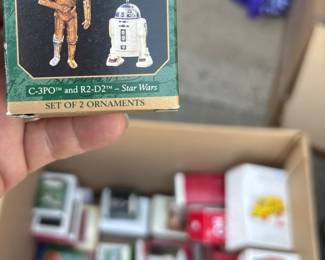 C-3PO™ and R2-D2™ – Star Wars
SET OF 2 ORNAMENTS